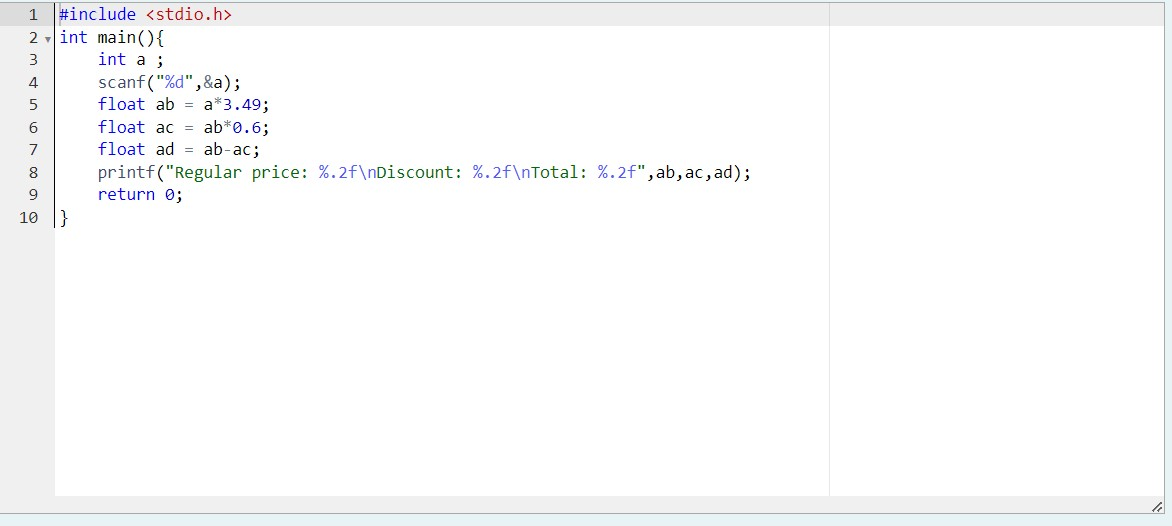 1 #include <stdio.h>
2 int main(){
3 int a ;
4 scanf("%d",&a);
5 float ab = a*3.49;
6 float ac = ab*0.6;
7 float ad = ab-ac;
8 printf("Regular price: %.2f\nDiscount: %.2f\nTotal: %.2f",ab,ac,ad);
9 return 0;
10 }